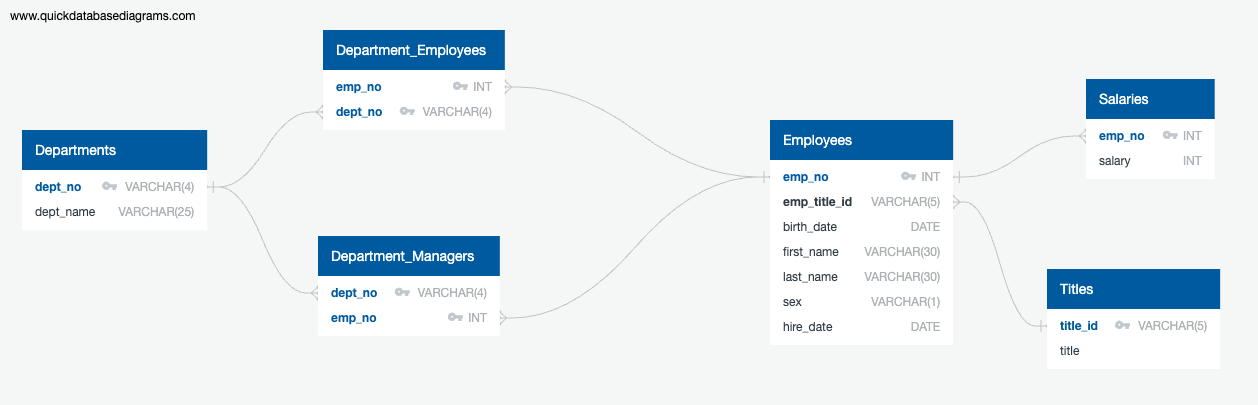 www.quickdatabasediagrams.com
Departments
dept_no VARCHAR(4)
dept_name VARCHAR(25)
Department_Employees
emp_no INT
dept_no VARCHAR(4)
Department_Managers
dept_no VARCHAR(4)
emp_no INT
Employees
emp_no INT
emp_title_id VARCHAR(5)
birth_date DATE
first_name VARCHAR(30)
last_name VARCHAR(30)
sex VARCHAR(1)
hire_date DATE
Salaries
emp_no INT
salary INT
Titles
title_id VARCHAR(5)
title